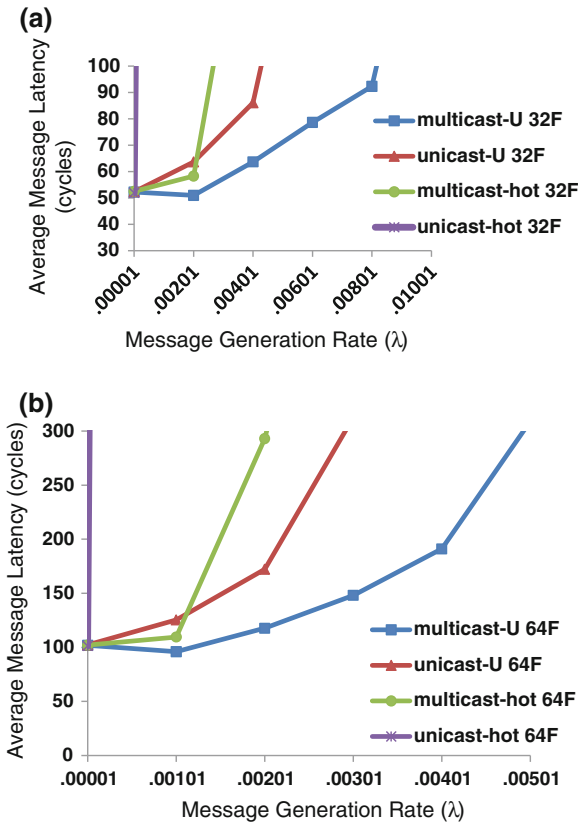 (a)
Average Message Latency
(cycles)
100
90
80
70
60
50
40
30
.00001
.00201
.00401
.00601
.00801
.01001
Message Generation Rate (λ)
multicast-U 32F
unicast-U 32F
multicast-hot 32F
unicast-hot 32F
(b)
Average Message Latency (cycles)
300
250
200
150
100
50
0
.00001
.00101
.00201
.00301
.00401
.00501
Message Generation Rate (λ)
multicast-U 64F
unicast-U 64F
multicast-hot 64F
unicast-hot 64F